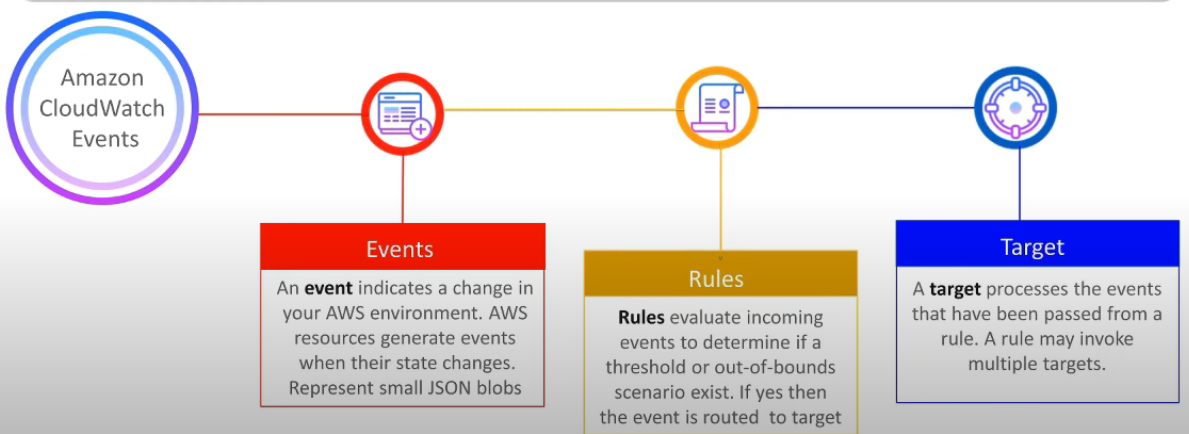 Amazon
CloudWatch
Events
Events
An event indicates a change in
your AWS environment. AWS
resources generate events
when their state changes.
Represent small JSON blobs
Rules
Rules evaluate incoming
events to determine if a
threshold or out-of-bounds
scenario exist. If yes then
the event is routed to target
Target
A target processes the events
that have been passed from a
rule. A rule may invoke
multiple targets.